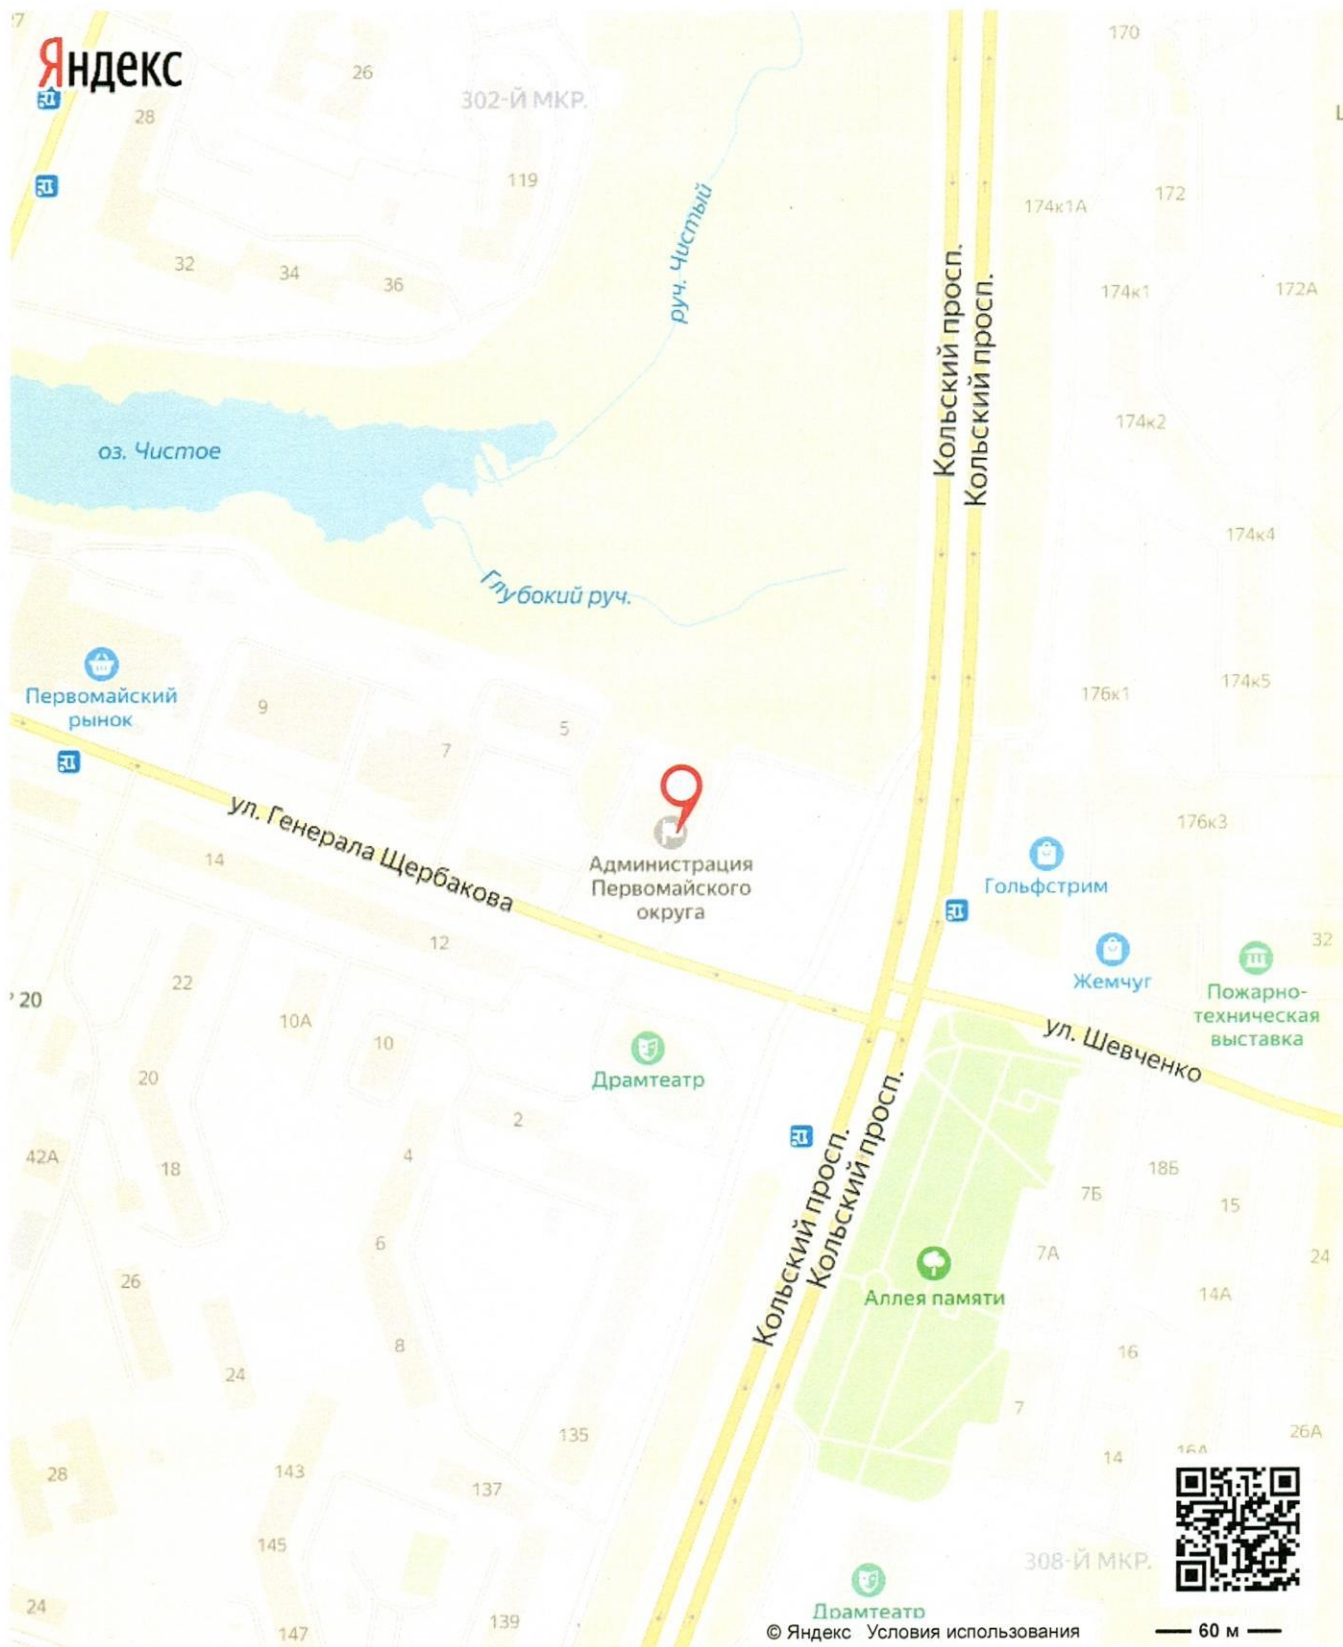 Яндекс
26
302-Й МКР.
28
119
32
34
36
170
174к1А
172
174к1
172А
174к2
174к4
руч. Чистый
Кольский просп.
Кольский просп.
оз. Чистое
Глубокий руч.
Первомайский
рынок
9
7
5
176к1
174к5
176к3
ул. Генерала Щербакова
Администрация
Первомайского
округа
Гольфстрим
Жемчуг
32
Пожарно-
техническая
выставка
ул. Шевченко
14
12
22
20
10А
10
20
18
42А
Драмтеатр
2
4
6
8
26
24
28
24
143
145
147
135
137
139
Кольский просп.
Кольский просп.
Аллея памяти
7Б
7А
7
18Б
15
24
14А
16
14
16А
26А
308-Й МКР.
Драмтеатр
© Яндекс Условия использования
60 м